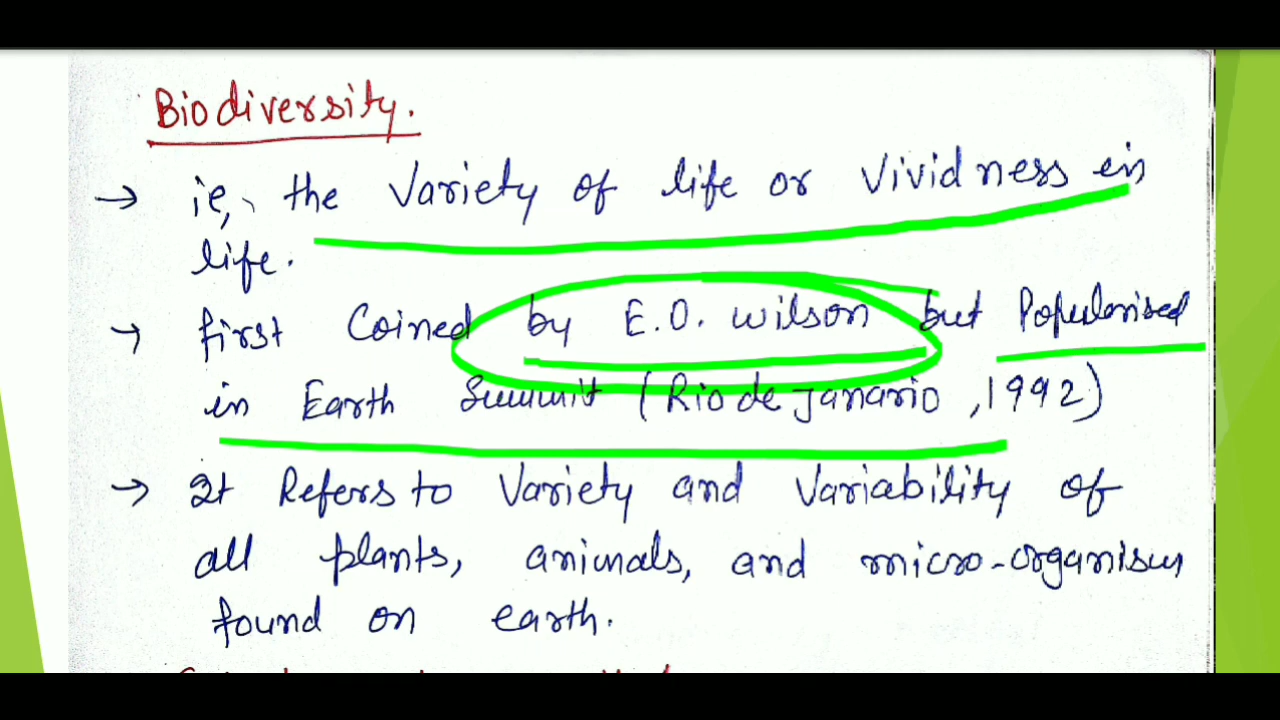 Biodiversity.
→ ie, the Variety of life or Vividness in
life.
→ first Coined by E.O. Wilson but Popularised
in Earth Summit (Rio de Janario, 1992)
→ It Refers to Variety and Variability of
all plants, animals, and micro-organisms
found on earth.